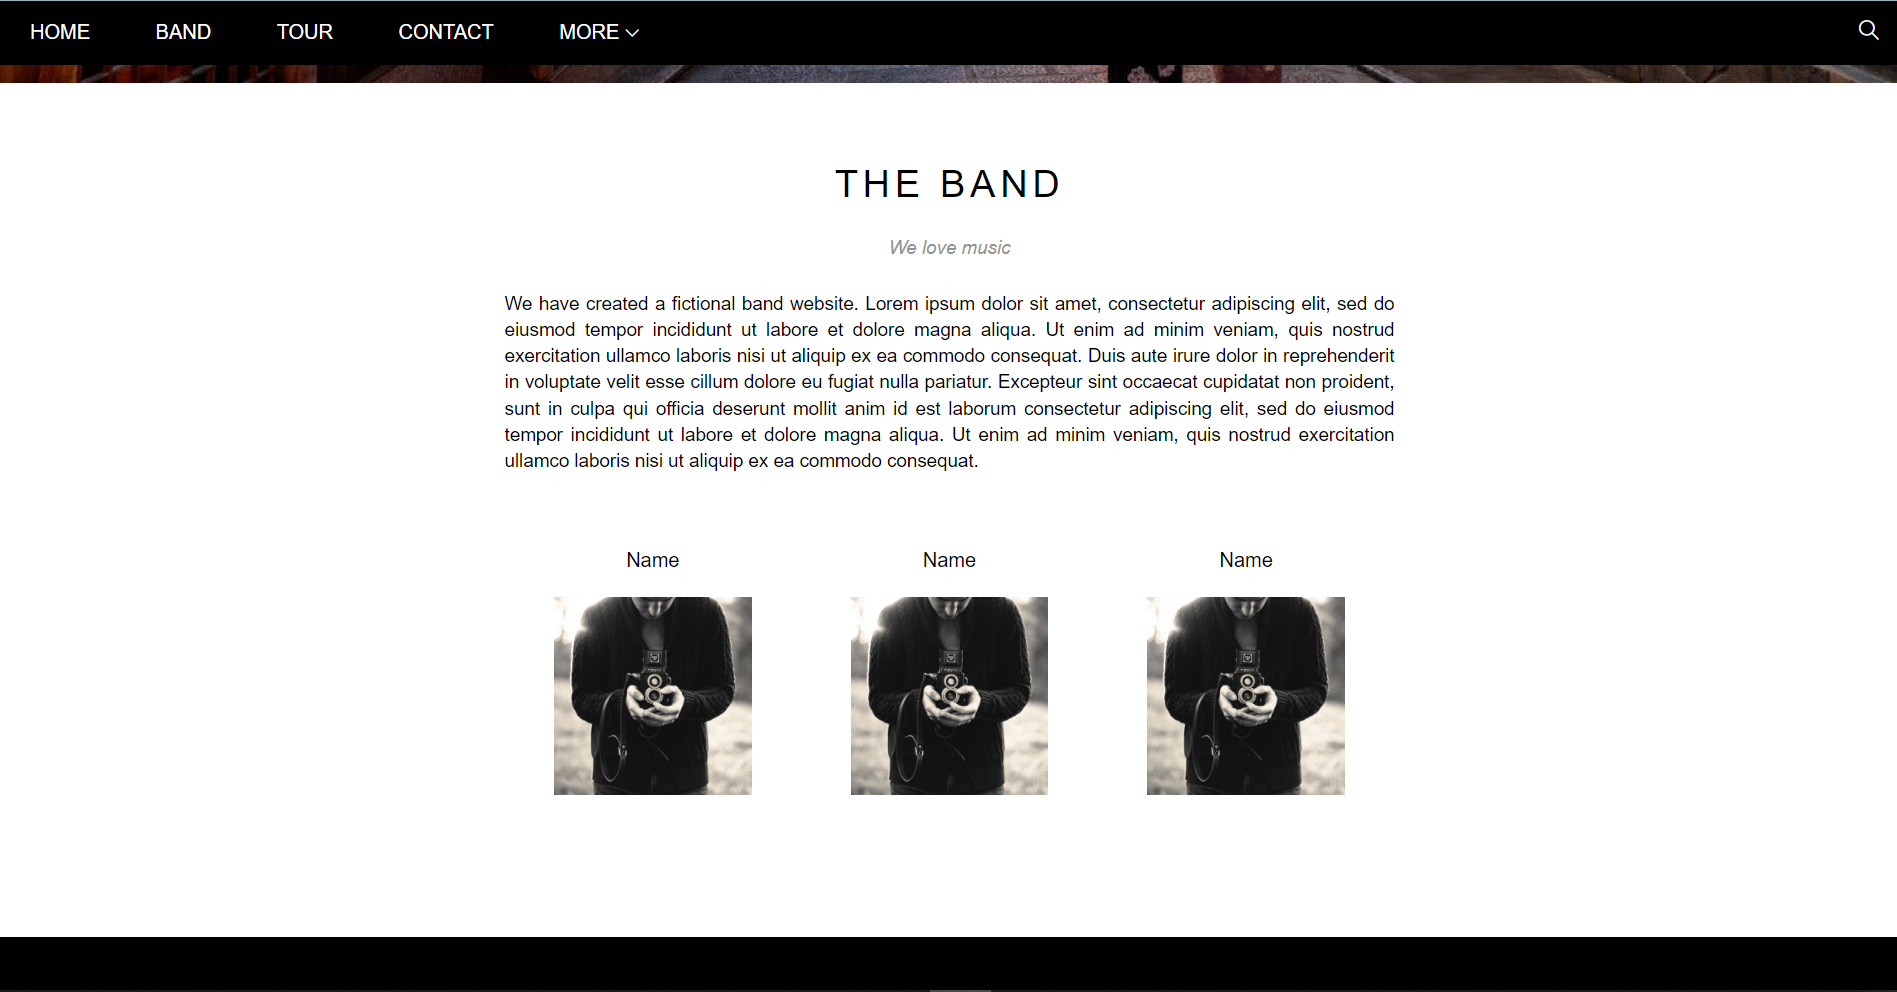 HOME BAND TOUR CONTACT MORE
THE BAND
We love music
We have created a fictional band website. Lorem ipsum dolor sit amet, consectetur adipiscing elit, sed do
eiusmod tempor incididunt ut labore et dolore magna aliqua. Ut enim ad minim veniam, quis nostrud
exercitation ullamco laboris nisi ut aliquip ex ea commodo consequat. Duis aute irure dolor in reprehenderit
in voluptate velit esse cillum dolore eu fugiat nulla pariatur. Excepteur sint occaecat cupidatat non proident,
sunt in culpa qui officia deserunt mollit anim id est laborum consectetur adipiscing elit, sed do eiusmod
tempor incididunt ut labore et dolore magna aliqua. Ut enim ad minim veniam, quis nostrud exercitation
ullamco laboris nisi ut aliquip ex ea commodo consequat.
Name Name Name